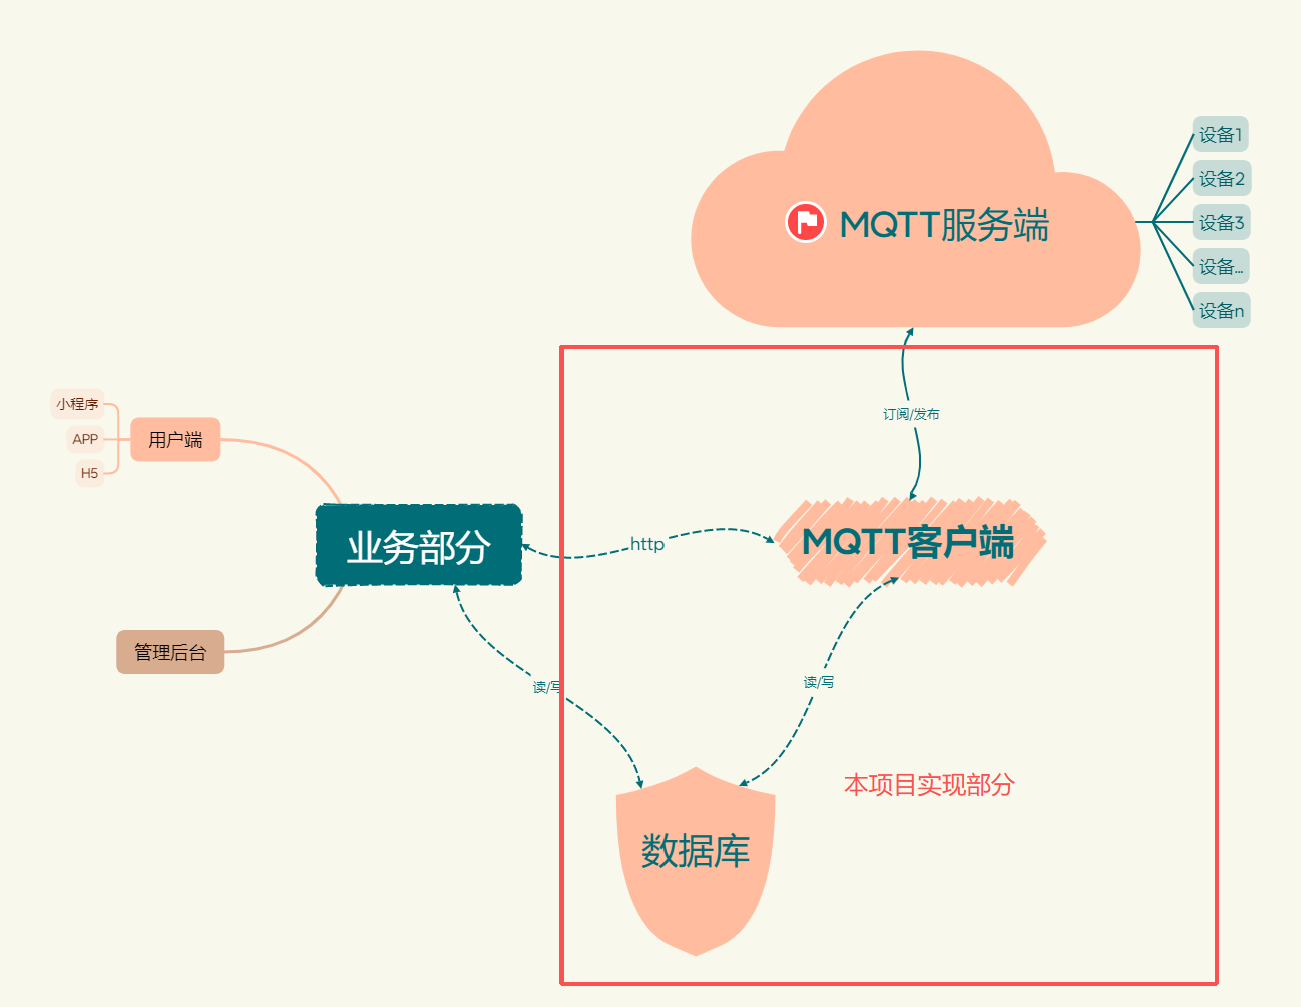 设备1
设备2
MQTT服务端
设备3
设备...
设备n
小程序
用户端
APP
H5
订阅/发布
业务部分
http
MQTT客户端
管理后台
读/写
读/写
本项目实现部分
数据库